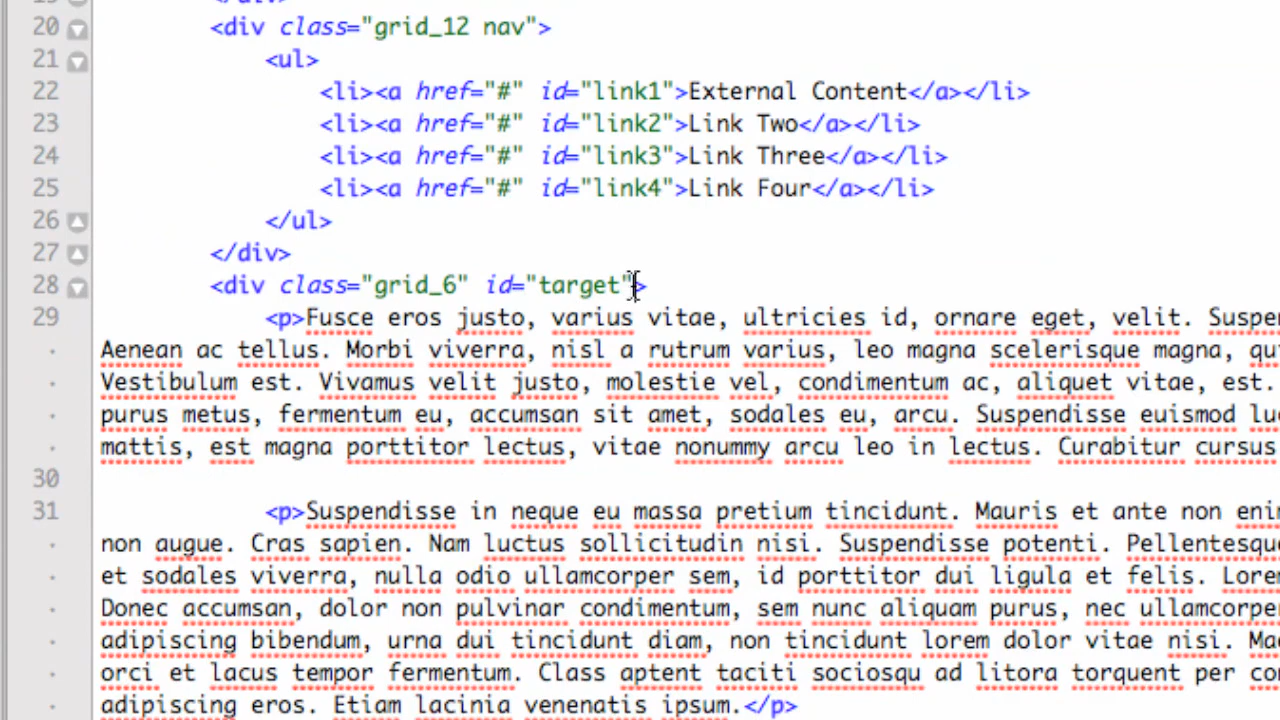 20 <div class="grid_12 nav">
21 <ul>
22 <li><a href="#" id="link1">External Content</a></li>
23 <li><a href="#" id="link2">Link Two</a></li>
24 <li><a href="#" id="link3">Link Three</a></li>
25 <li><a href="#" id="link4">Link Four</a></li>
26 </ul>
27 </div>
28 <div class="grid_6" id="target">
29 <p>Fusce eros justo, varius vitae, ultricies id, ornare eget, velit.
Aenean ac tellus. Morbi viverra, nisl a rutrum varius, leo magna scelerisque magna,
Vestibulum est. Vivamus velit justo, molestie vel, condimentum ac, aliquet vitae, est.
purus metus, fermentum eu, accumsan sit amet, sodales eu, arcu. Suspendisse euismod
mattis, est magna porttitor lectus, vitae nonummy arcu leo in lectus. Curabitur cursus
30
31 <p>Suspendisse in neque eu massa pretium tincidunt. Mauris et ante non
non augue. Cras sapien. Nam luctus sollicitudin nisi. Suspendisse potenti.
et sodales viverra, nulla odio ullamcorper sem, id porttitor dui ligula et felis.
Donec accumsan, dolor non pulvinar condimentum, sem nunc aliquam purus, nec
adipiscing bibendum, urna dui tincidunt diam, non tincidunt lorem dolor vitae nisi.
orci et lacus tempor fermentum. Class aptent taciti sociosqu ad litora torquent per
adipiscing eros. Etiam lacinia venenatis ipsum.</p>